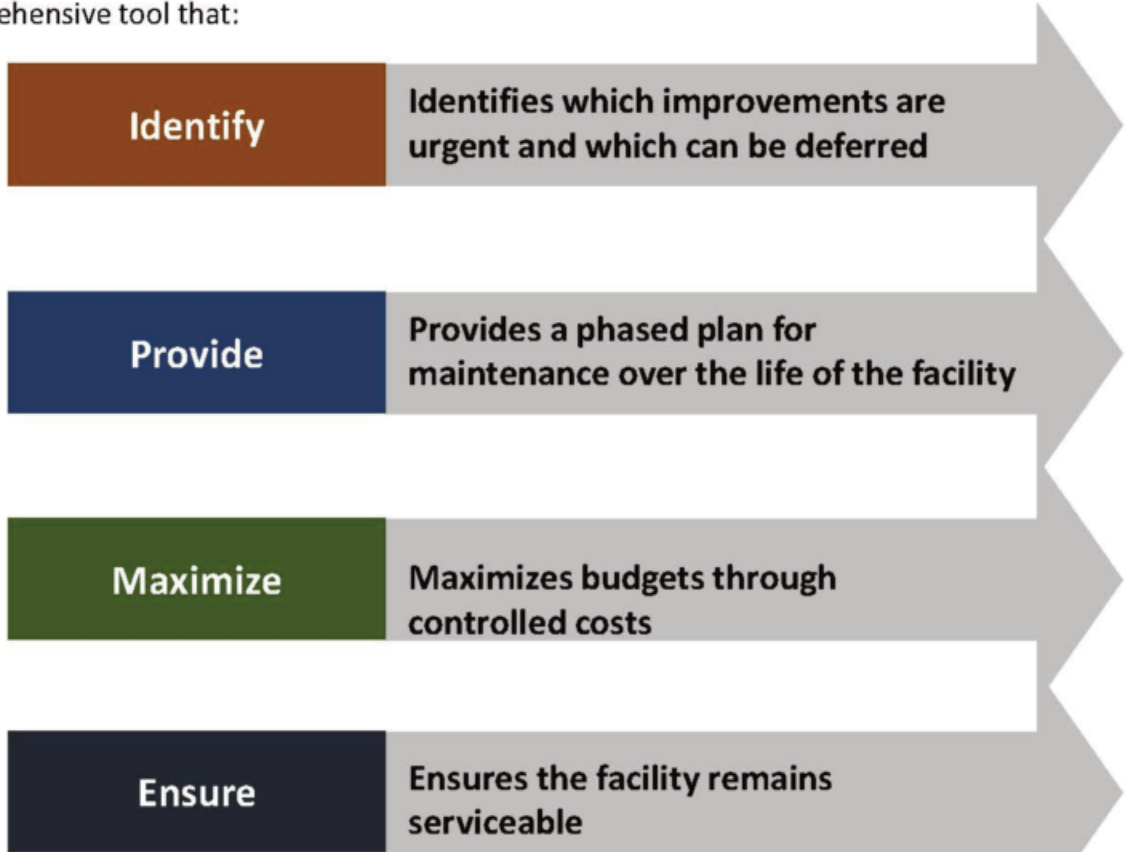 ehensive tool that:
Identify
Identifies which improvements are
urgent and which can be deferred
Provide
Provides a phased plan for
maintenance over the life of the facility
Maximize
Maximizes budgets through
controlled costs
Ensure
Ensures the facility remains
serviceable